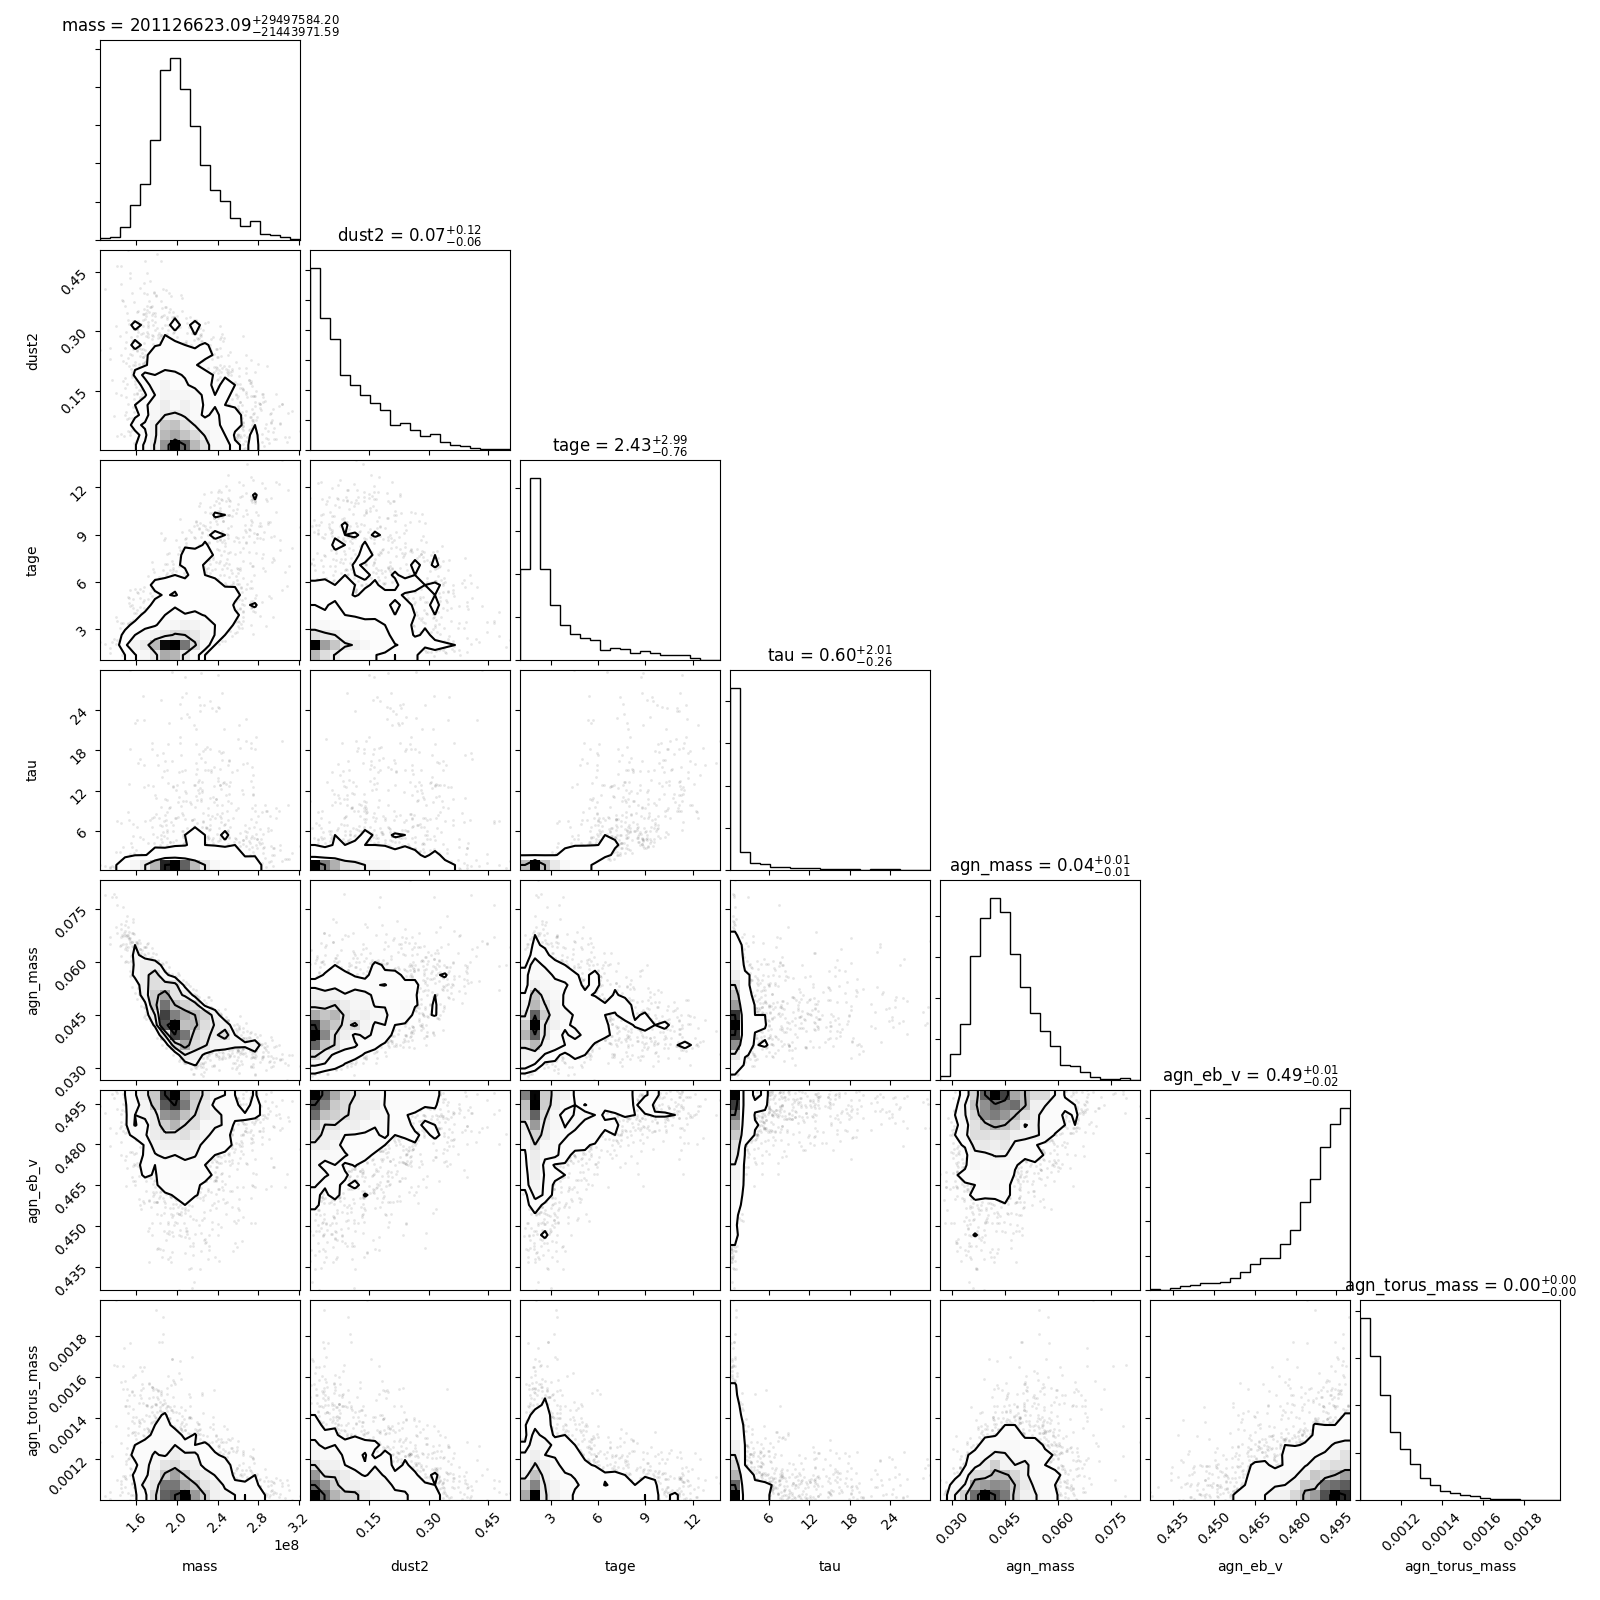 mass = 201126623.09+29497584.20 −21443971.59
dust2 = 0.07+0.12 −0.06
0.45
0.30
0.15
dust2
tage = 2.43+2.99 −0.76
12
9
6
3
tage
tau = 0.60+2.01 −0.26
24
18
12
6
tau
agn_mass = 0.04+0.01 −0.01
0.075
0.060
0.045
0.030
agn_mass
agn_eb_v = 0.49+0.01 −0.02
0.495
0.480
0.465
0.450
0.435
agn_eb_v
agn_torus_mass = 0.00+0.00 −0.00
0.0018
0.0016
0.0014
0.0012
agn_torus_mass
1.6 2.0 2.4 2.8 3.2 0.15 0.30 0.45 3 6 9 12 6 12 18 24 0.030 0.045 0.060 0.075 0.435 0.450 0.465 0.480 0.495 0.0012 0.0014 0.0016 0.0018
1e8
mass dust2 tage tau agn_mass agn_eb_v agn_torus_mass